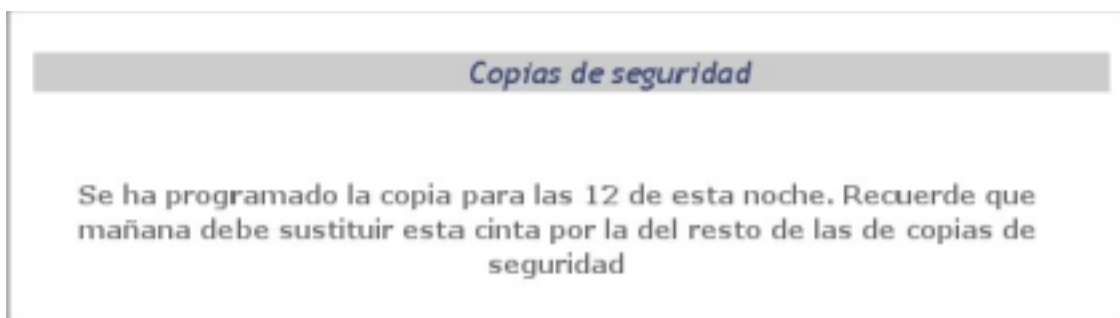 Copias de seguridad
Se ha programado la copia para las 12 de esta noche. Recuerde que
mañana debe sustituir esta cinta por la del resto de las de copias de
seguridad